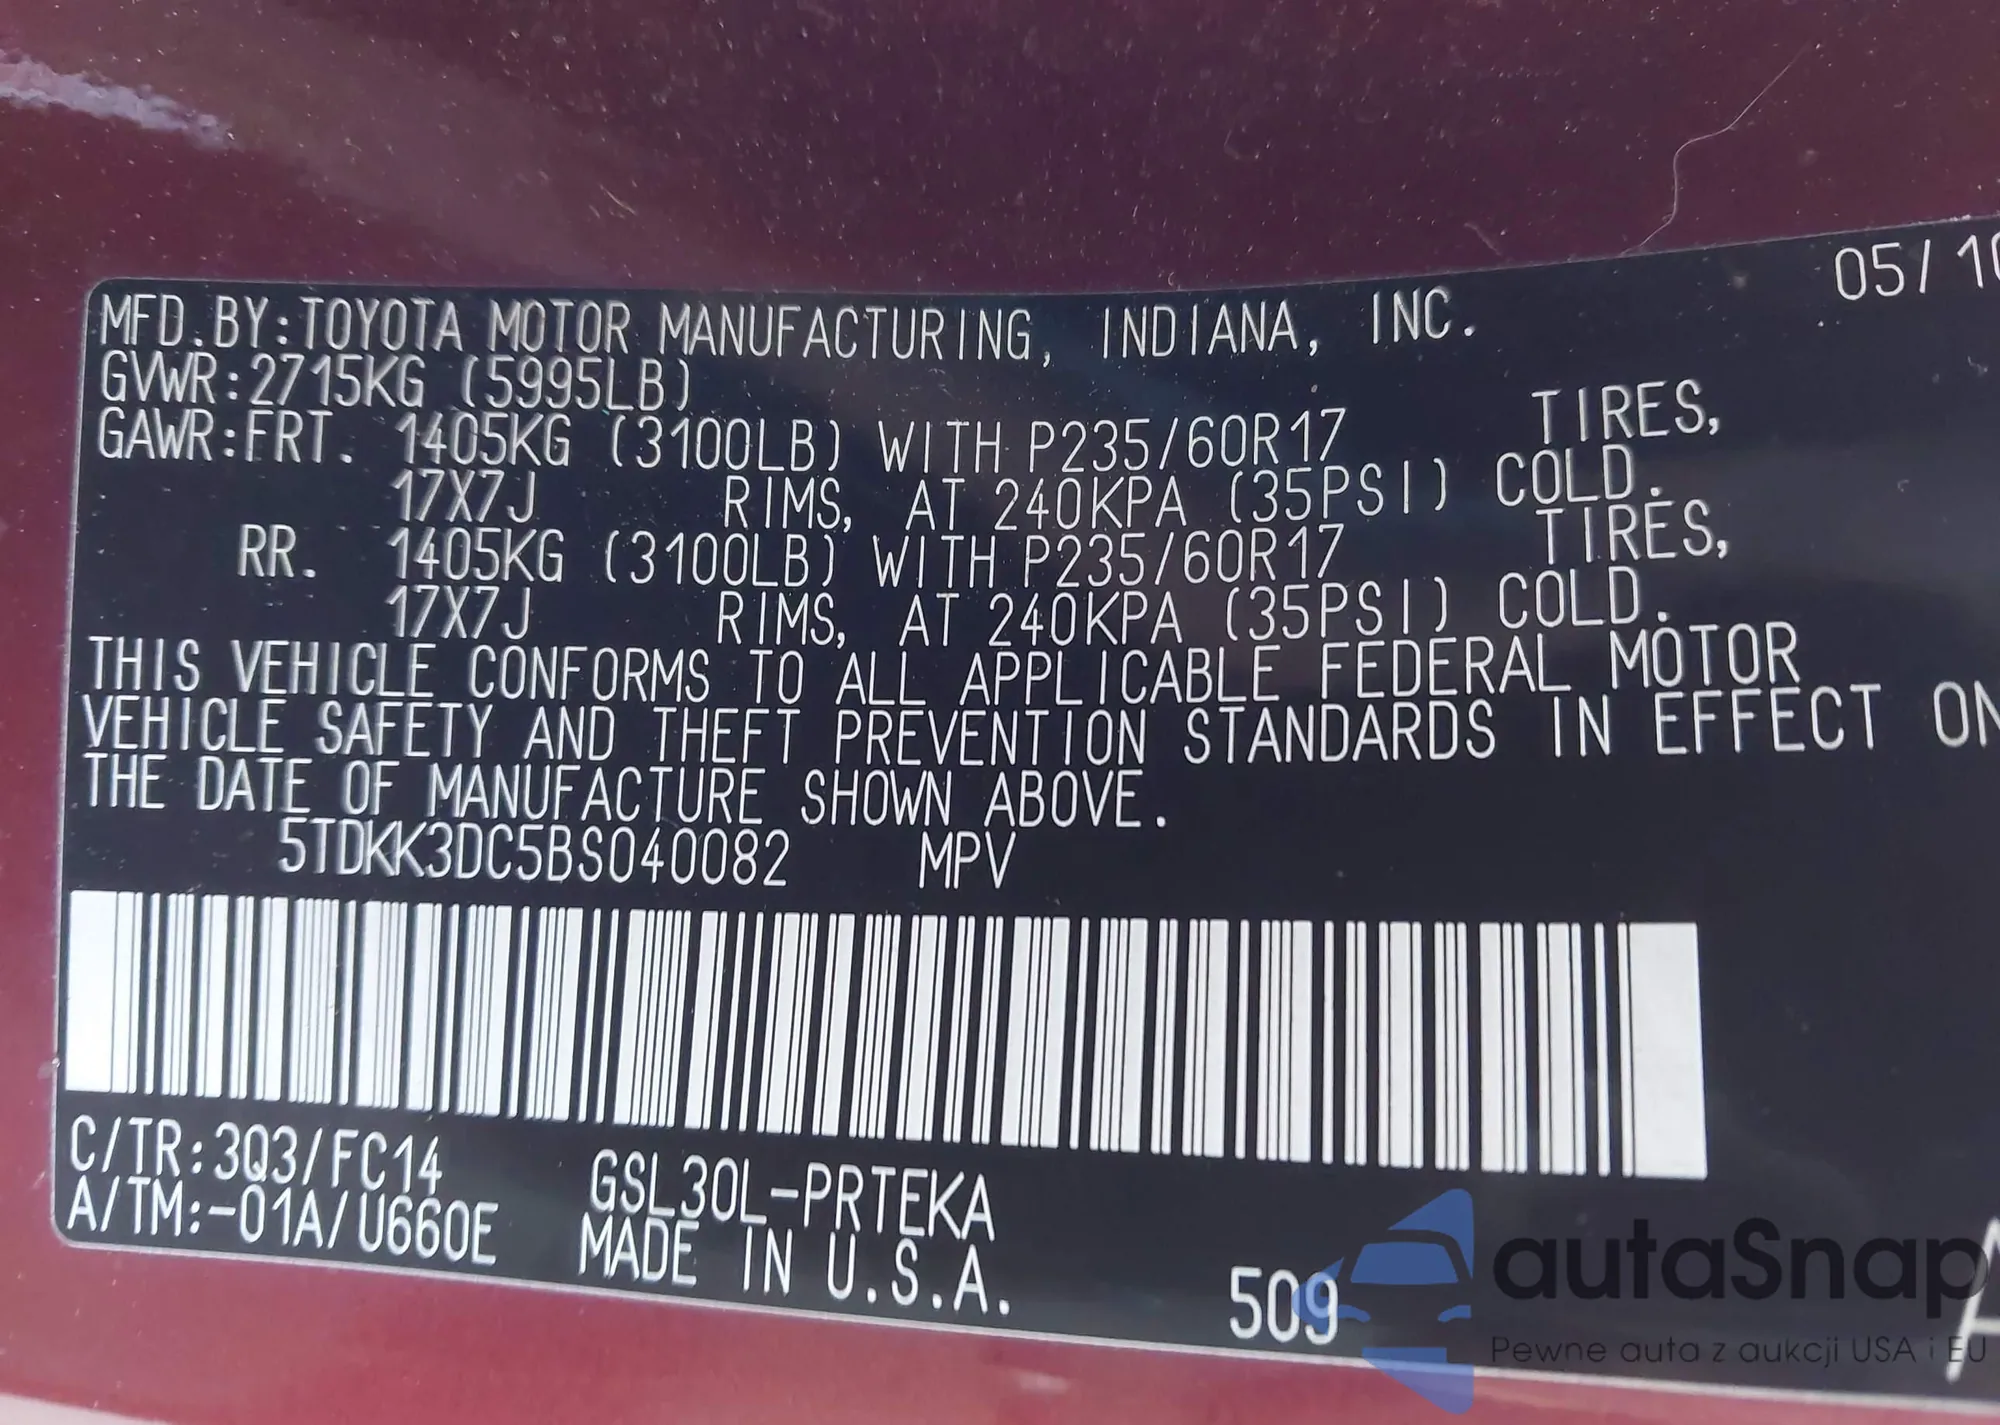 05/10
MFD.BY:TOYOTA MOTOR MANUFACTURING, INDIANA, INC.
GVWR:2715KG (5995LB)
GAWR:FRT. 1405KG (3100LB) WITH P235/60R17 TIRES,
17X7J RIMS, AT 240KPA (35PSI) COLD.
RR. 1405KG (3100LB) WITH P235/60R17 TIRES,
17X7J RIMS, AT 240KPA (35PSI) COLD.
THIS VEHICLE CONFORMS TO ALL APPLICABLE FEDERAL MOTOR
VEHICLE SAFETY AND THEFT PREVENTION STANDARDS IN EFFECT ON
THE DATE OF MANUFACTURE SHOWN ABOVE.
5TDKK3DC5BS040082 MPV
C/TR:3Q3/FC14
A/TM:-01A/U660E
GSL30L-PRTEKA
MADE IN U.S.A.
509
autaSnap
Pewne auta z aukcji USA i EU